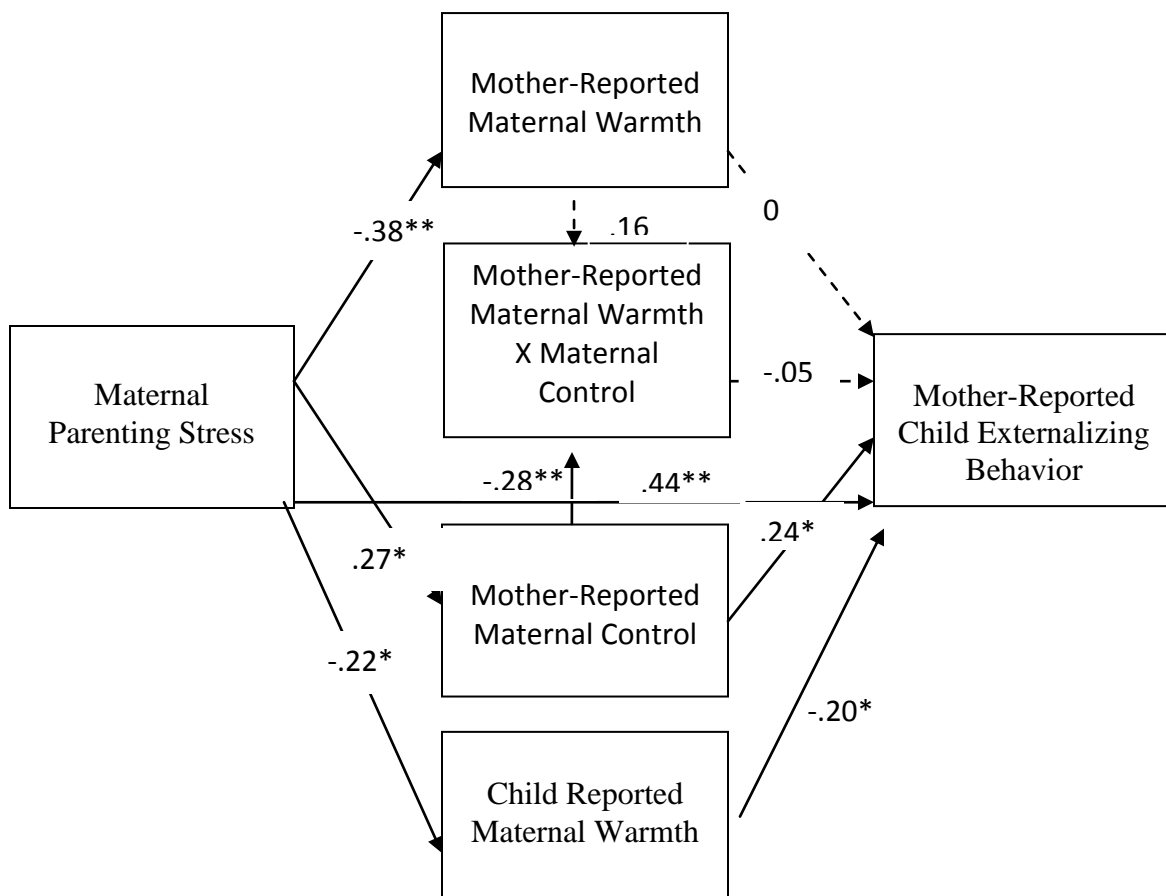 Mother-Reported
Maternal Warmth
-.38**
.16
0
Mother-Reported
Maternal Warmth
X Maternal
Control
-.05
Maternal
Parenting Stress
Mother-Reported
Child Externalizing
Behavior
-.28**
.44**
.27*
.24*
Mother-Reported
Maternal Control
-.22*
-.20*
Child Reported
Maternal Warmth